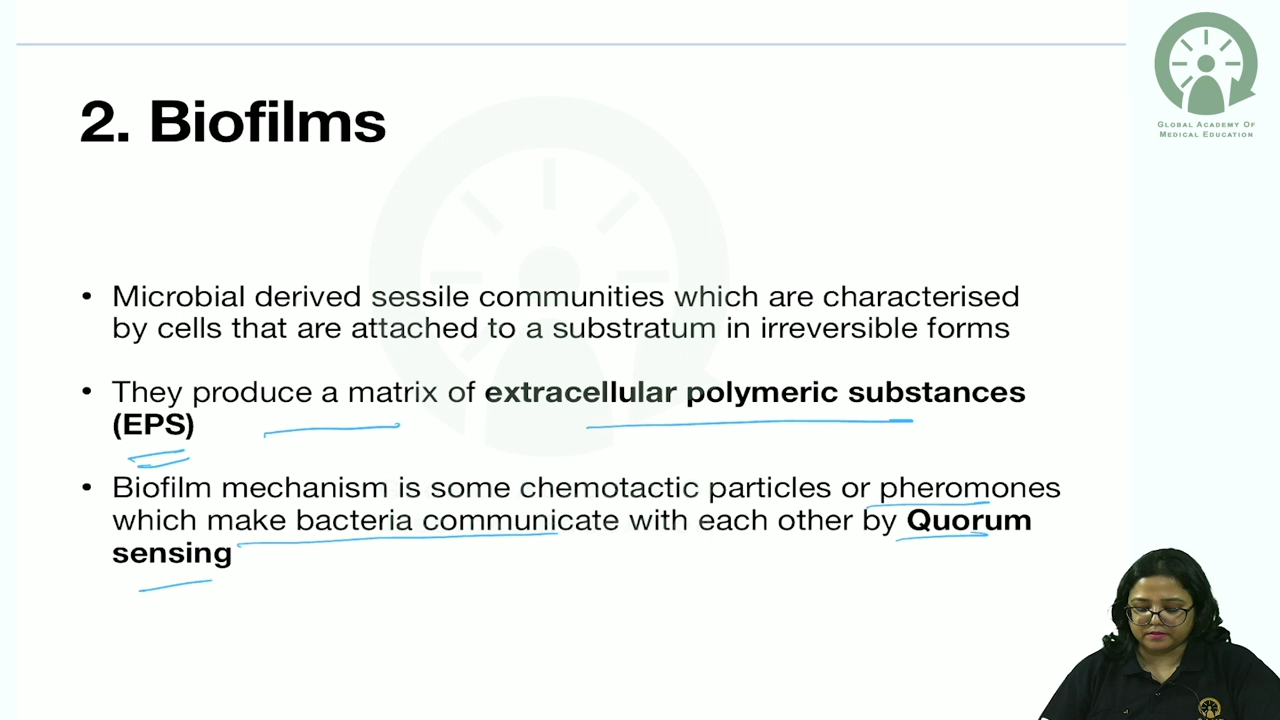 GLOBAL ACADEMY OF
MEDICAL EDUCATION
2. Biofilms
• Microbial derived sessile communities which are characterised
by cells that are attached to a substratum in irreversible forms
• They produce a matrix of extracellular polymeric substances
(EPS)
• Biofilm mechanism is some chemotactic particles or pheromones
which make bacteria communicate with each other by Quorum
sensing